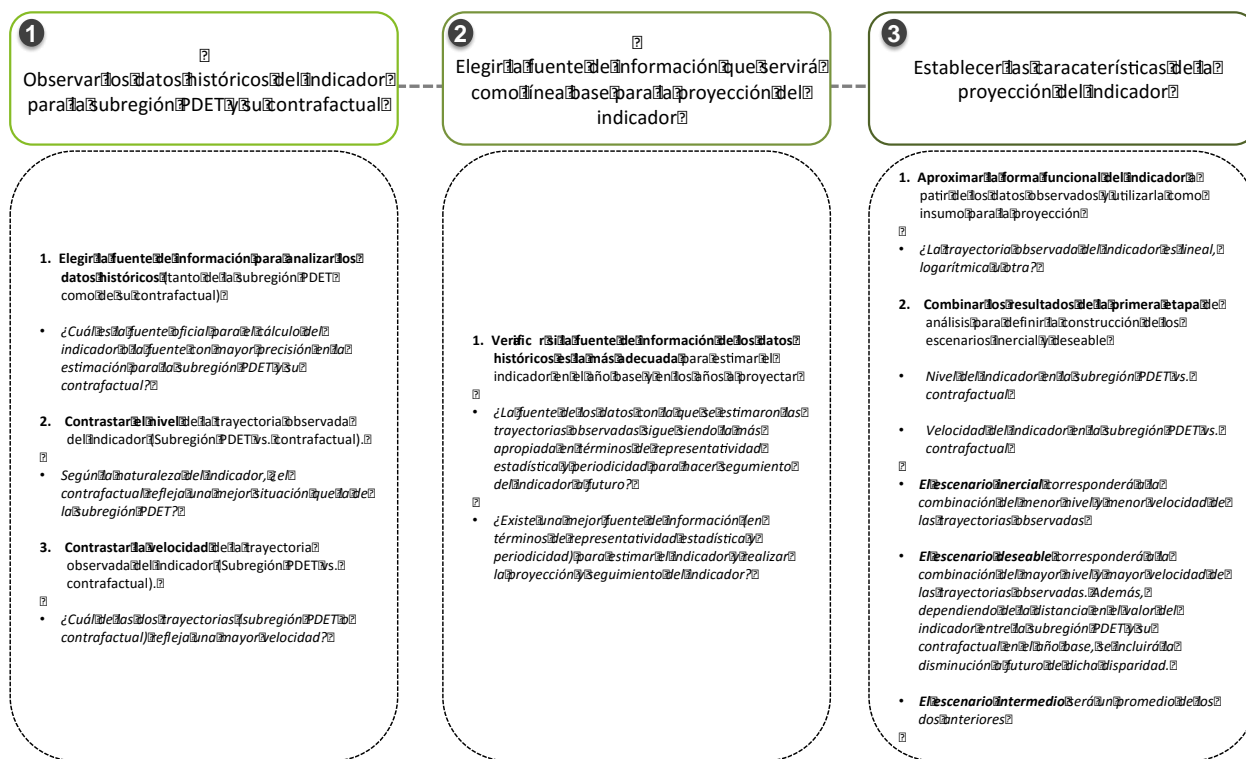 1
Observar los datos históricos del indicador
para la subregión PDET y su contrafactual
2
Elegir la fuente de información que servirá
como línea base para la proyección del
indicador
3
Establecer las caracaterísticas de la
proyección del indicador
1. Elegir la fuente de información para analizar los
datos históricos (tanto de la subregión PDET
como de su contrafactual)
• ¿Cuál es la fuente oficial para el cálculo del
indicador o la fuente con mayor precisión en la
estimación para la subregión PDET y su
contrafactual?
2. Contrastar el nivel de la trayectoria observada
del indicador (Subregión PDET vs. contrafactual).
• Según la naturaleza del indicador, ¿el
contrafactual refleja una mejor situación que la de
la subregión PDET?
3. Contrastar la velocidad de la trayectoria
observada del indicador (Subregión PDET vs.
contrafactual).
• ¿Cuál de las dos trayectorias (subregión PDET o
contrafactual) refleja una mayor velocidad?
1. Verific r si la fuente de información de los datos
históricos es la más adecuada para estimar el
indicador en el año base y en los años a proyectar
• ¿La fuente de los datos con la que se estimaron las
trayectorias observadas sigue siendo la más
apropiada en términos de representatividad
estadística y periodicidad para hacer segumiento
del indicador a futuro?
• ¿Existe una mejor fuente de información (en
términos de representatividad estadística y
periodicidad) para estimar el indicador y realizar
la proyección y seguimiento del indicador?
1. Aproximar la forma funcional del indicador a
patir de los datos observados y utilizarla como
insumo para la proyección
• ¿La trayectoria observada del indicador es lineal,
logarítmica u otra?
2. Combinar los resultados de la primera etapa de
análisis para definir la construcción de los
escenarios inercial y deseable
• Nivel del indicador en la subregión PDET vs.
contrafactual
• Velocidad del indicador en la subregión PDET vs.
contrafactual
• El escenario inercial corresponderá a la
combinación del menor nivel y menor velocidad de
las trayectorias observadas
• El escenario deseable corresponderá a la
combinación del mayor nivel y mayor velocidad de
las trayectorias observadas. Además,
dependiendo de la distancia en el valor del
indicador entre la subregión PDET y su
contrafactual en el año base, se incluirá la
disminución a futuro de dicha disparidad.
• El escenario intermedio será un promedio de los
dos anteriores